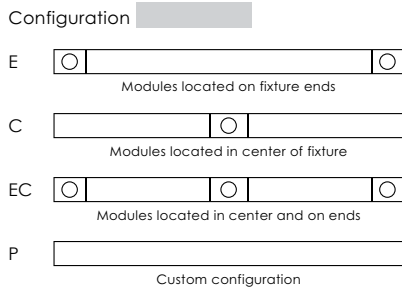 Configuration
E
Modules located on fixture ends
C
Modules located in center of fixture
EC
Modules located in center and on ends
P
Custom configuration